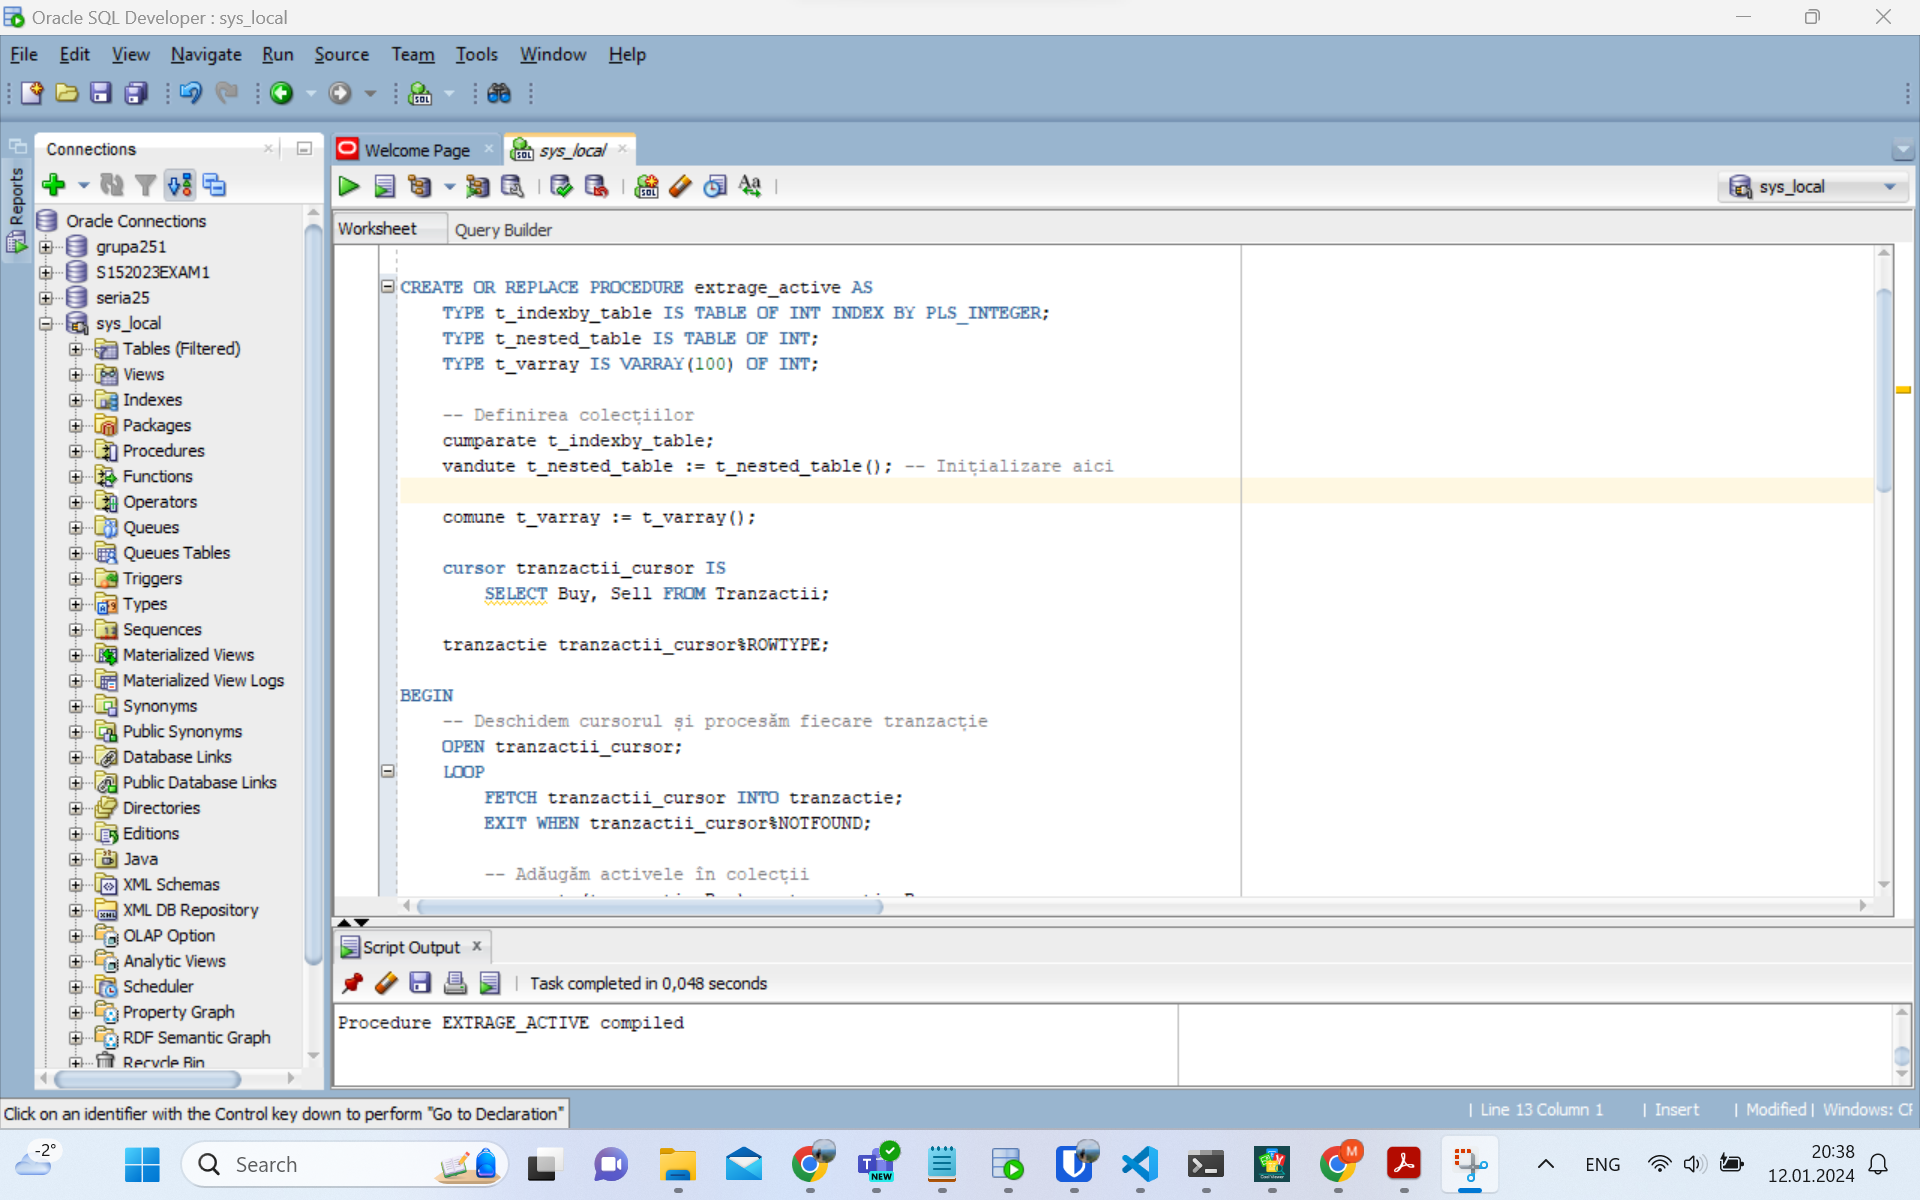 Oracle SQL Developer : sys_local
File Edit View Navigate Run Source Team Tools Window Help
Reports
Connections
Oracle Connections
grupa251
S152023EXAM1
seria25
sys_local
Tables (Filtered)
Views
Indexes
Packages
Procedures
Functions
Operators
Queues
Queues Tables
Triggers
Types
Sequences
Materialized Views
Materialized View Logs
Synonyms
Public Synonyms
Database Links
Public Database Links
Directories
Editions
Java
XML Schemas
XML DB Repository
OLAP Option
Analytic Views
Scheduler
Property Graph
RDF Semantic Graph
Recycle Bin
Welcome Page
sys_local
sys_local
Worksheet Query Builder
CREATE OR REPLACE PROCEDURE extrage_active AS
TYPE t_indexby_table IS TABLE OF INT INDEX BY PLS_INTEGER;
TYPE t_nested_table IS TABLE OF INT;
TYPE t_varray IS VARRAY(100) OF INT;
-- Definirea colecțiilor
cumparate t_indexby_table;
vandute t_nested_table := t_nested_table(); -- Inițializare aici
comune t_varray := t_varray();
cursor tranzactii_cursor IS
SELECT Buy, Sell FROM Tranzactii;
tranzactie tranzactii_cursor%ROWTYPE;
BEGIN
-- Deschidem cursorul și procesăm fiecare tranzacție
OPEN tranzactii_cursor;
LOOP
FETCH tranzactii_cursor INTO tranzactie;
EXIT WHEN tranzactii_cursor%NOTFOUND;
-- Adăugăm activele în colecții
Script Output
Task completed in 0,048 seconds
Procedure EXTRAGE_ACTIVE compiled
Click on an identifier with the Control key down to perform "Go to Declaration"
| Line 13 Column 1 | Insert | Modified | Windows: CF
-2°
Search
NEW
M
ENG
20:38
12.01.2024